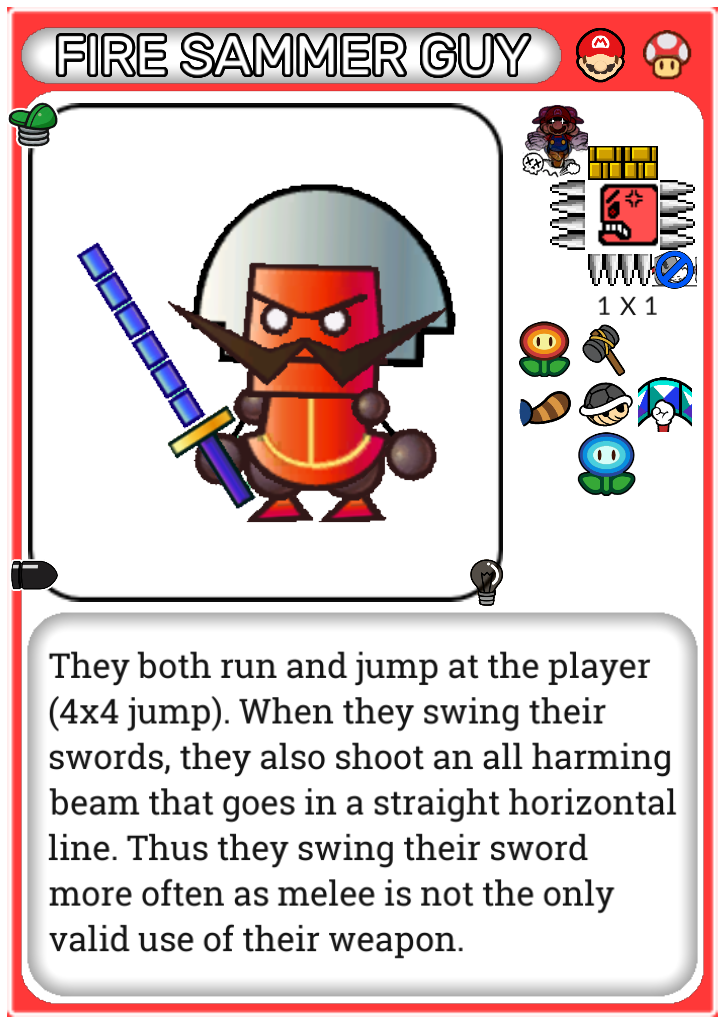 FIRE SAMMER GUY
1 X 1
They both run and jump at the player
(4x4 jump). When they swing their
swords, they also shoot an all harming
beam that goes in a straight horizontal
line. Thus they swing their sword
more often as melee is not the only
valid use of their weapon.